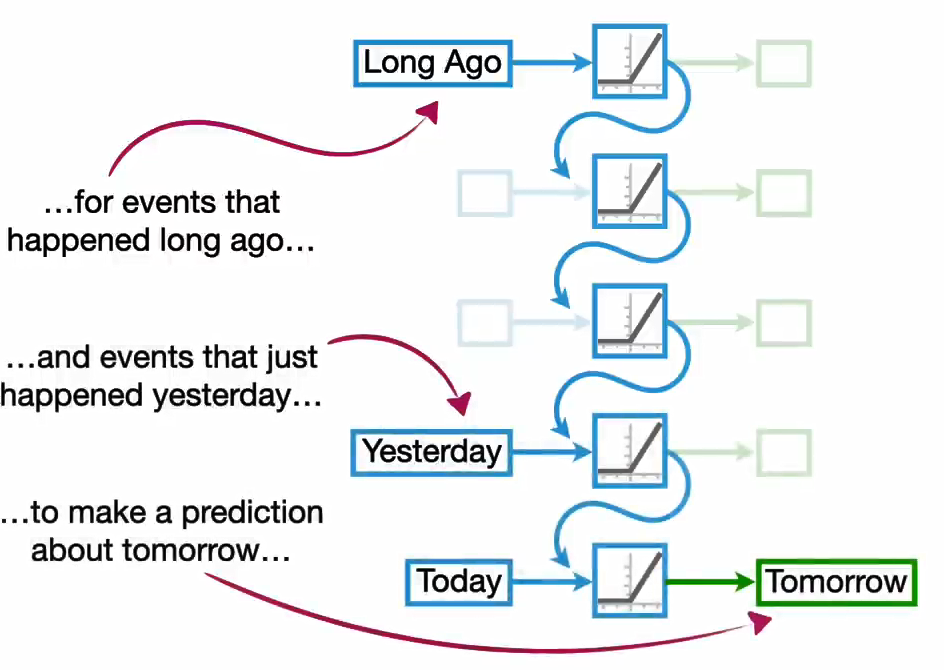 Long Ago
…for events that
happened long ago…
…and events that just
happened yesterday…
Yesterday
…to make a prediction
about tomorrow…
Today
Tomorrow